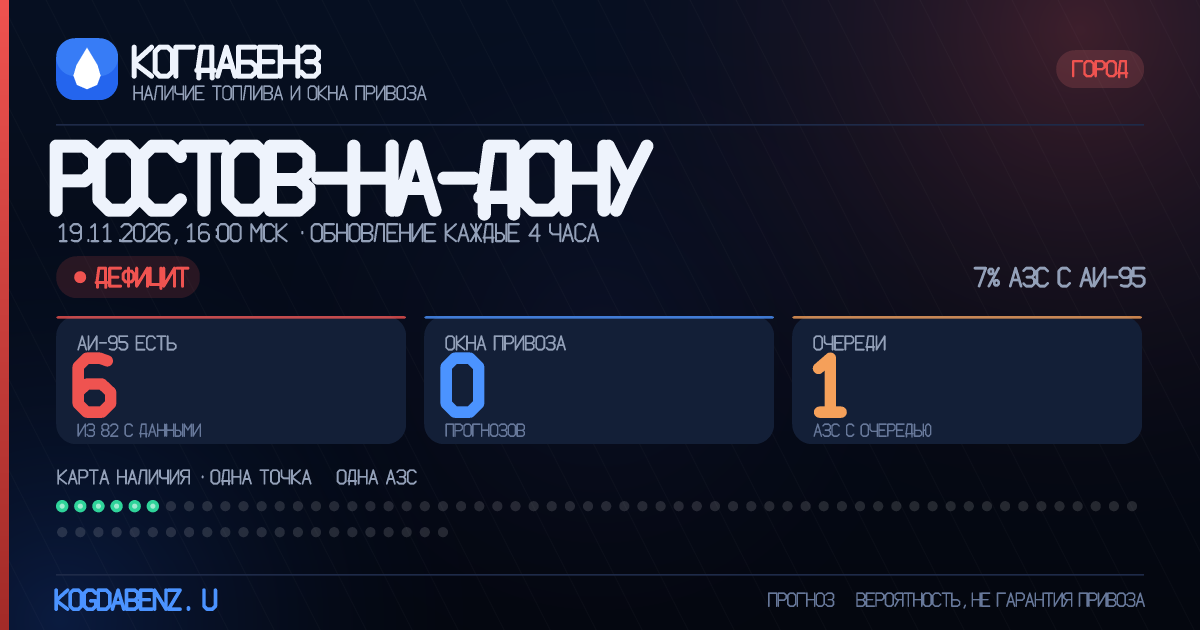 КОГДАБЕНЗ
НАЛИЧИЕ ТОПЛИВА И ОКНА ПРИВОЗА
ГОРОД
РОСТОВ-НА-ДОНУ
19.11.2026, 16:00 МСК · ОБНОВЛЕНИЕ КАЖДЫЕ 4 ЧАСА
ДЕФИЦИТ
7% АЗС С АИ-95
АИ-95 ЕСТЬ
6
ИЗ 82 С ДАННЫМИ
ОКНА ПРИВОЗА
0
ПРОГНОЗОВ
ОЧЕРЕДИ
1
АЗС С ОЧЕРЕДЬЮ
КАРТА НАЛИЧИЯ · ОДНА ТОЧКА ОДНА АЗС
KOGDABENZ. U
ПРОГНОЗ ВЕРОЯТНОСТЬ, НЕ ГАРАНТИЯ ПРИВОЗА